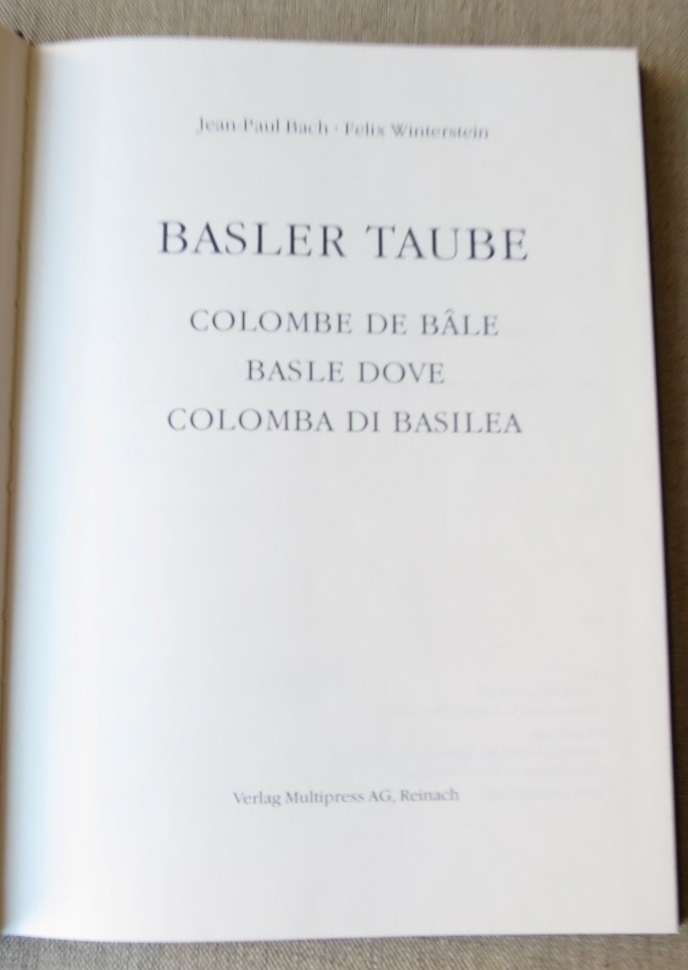 Jean-Paul Bach · Felix Winterstein
BASLER TAUBE
COLOMBE DE BÂLE
BASLE DOVE
COLOMBA DI BASILEA
Verlag Multipress AG, Reinach